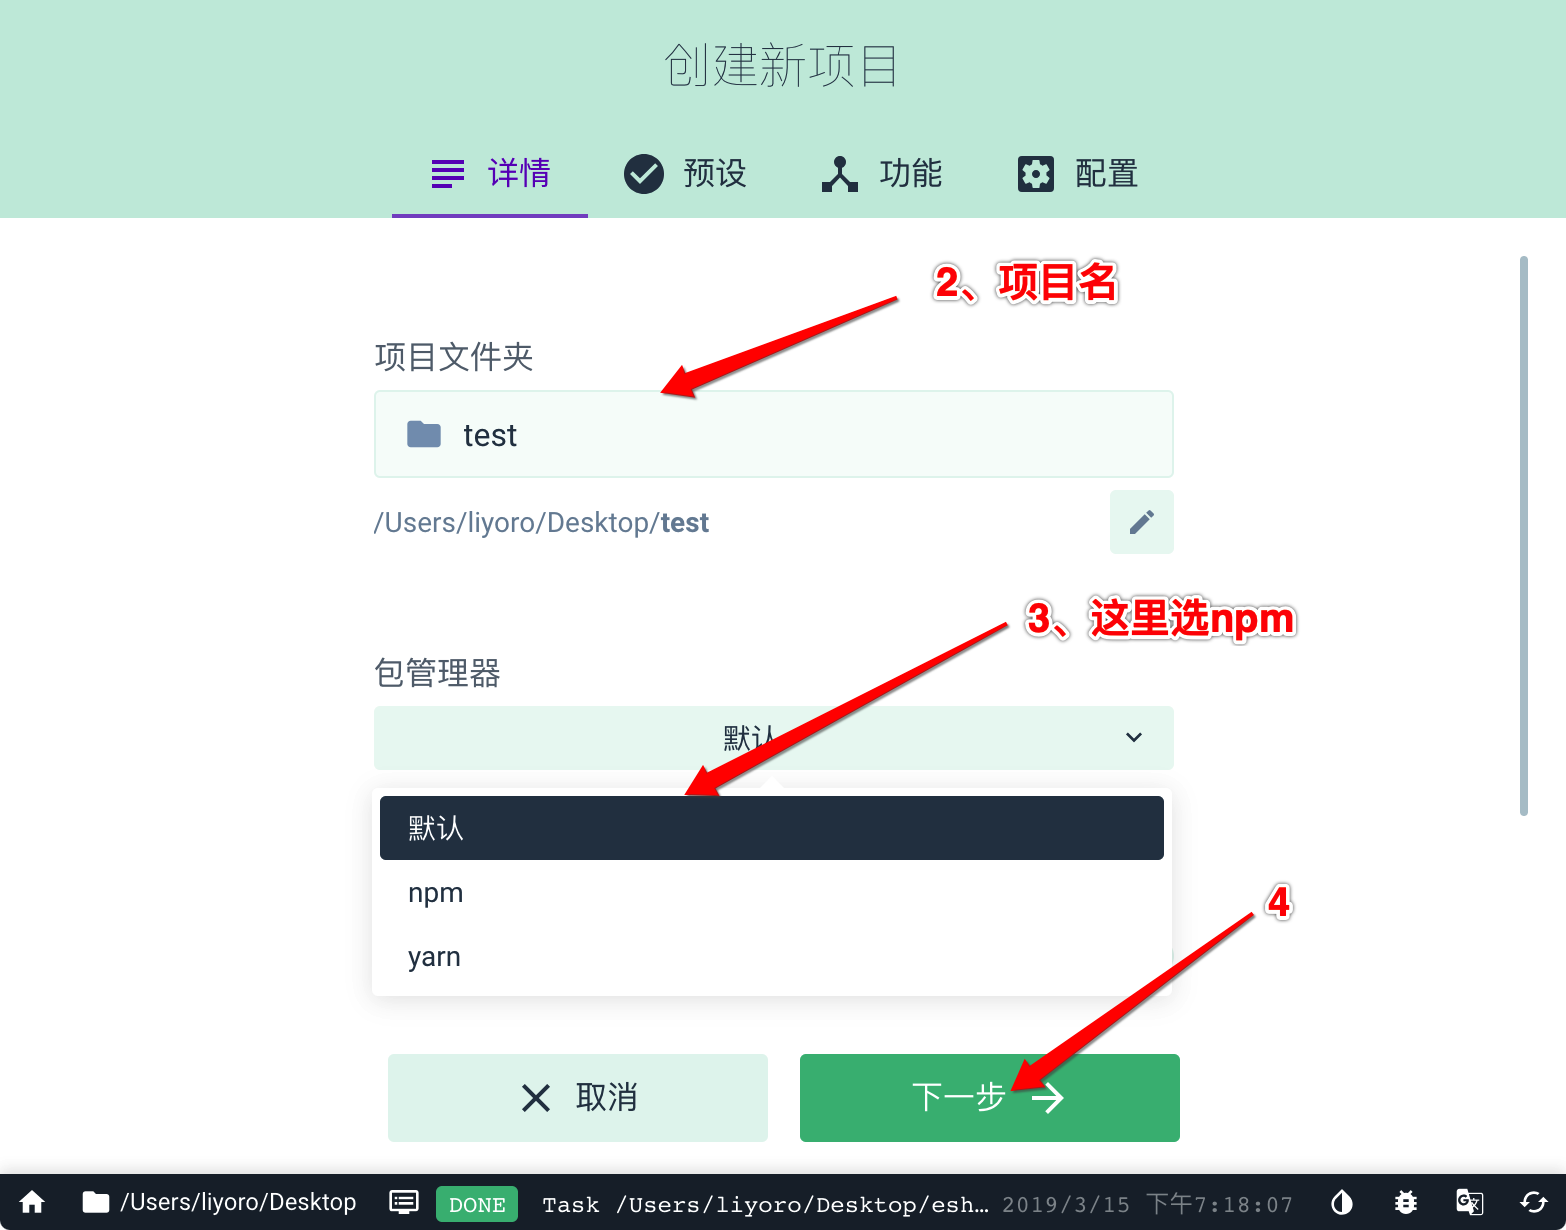 创建新项目
详情 预设 功能 配置
2、项目名
项目文件夹
test
/Users/liyoro/Desktop/test
3、这里选npm
包管理器
默认
默认
npm
yarn
4
取消 下一步
/Users/liyoro/Desktop DONE Task /Users/liyoro/Desktop/esh… 2019/3/15 下午7:18:07